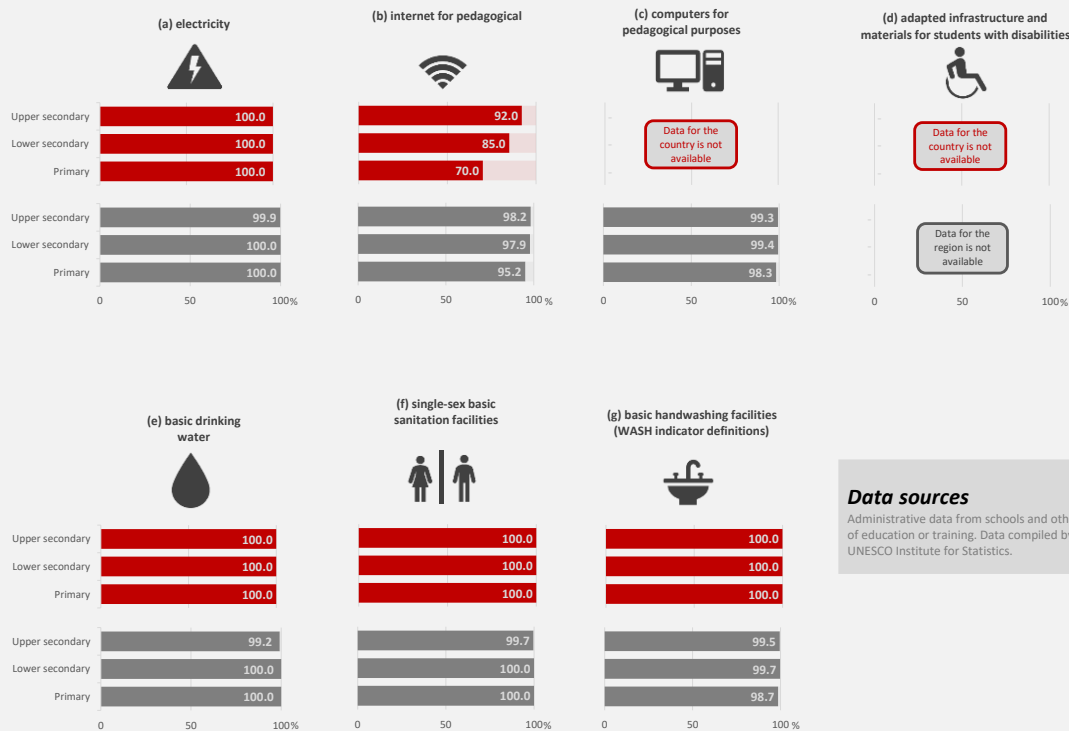 (a) electricity
Upper secondary 100.0
Lower secondary 100.0
Primary 100.0
Upper secondary 99.9
Lower secondary 100.0
Primary 100.0
0 50 100%
(b) internet for pedagogical
92.0
85.0
70.0
98.2
97.9
95.2
0 50 100 %
(c) computers for
pedagogical purposes
Data for the
country is not
available
99.3
99.4
98.3
0 50 100%
(d) adapted infrastructure and
materials for students with disabilities
Data for the
country is not
available
Data for the
region is not
available
0 50 100 %
(e) basic drinking
water
Upper secondary 100.0
Lower secondary 100.0
Primary 100.0
Upper secondary 99.2
Lower secondary 100.0
Primary 100.0
0 50 100%
(f) single-sex basic
sanitation facilities
100.0
100.0
100.0
99.7
100.0
100.0
0 50 100 %
(g) basic handwashing facilities
(WASH indicator definitions)
100.0
100.0
100.0
99.5
99.7
98.7
0 50 100 %
Data sources
Administrative data from schools and
of education or training. Data compiled
UNESCO Institute for Statistics.